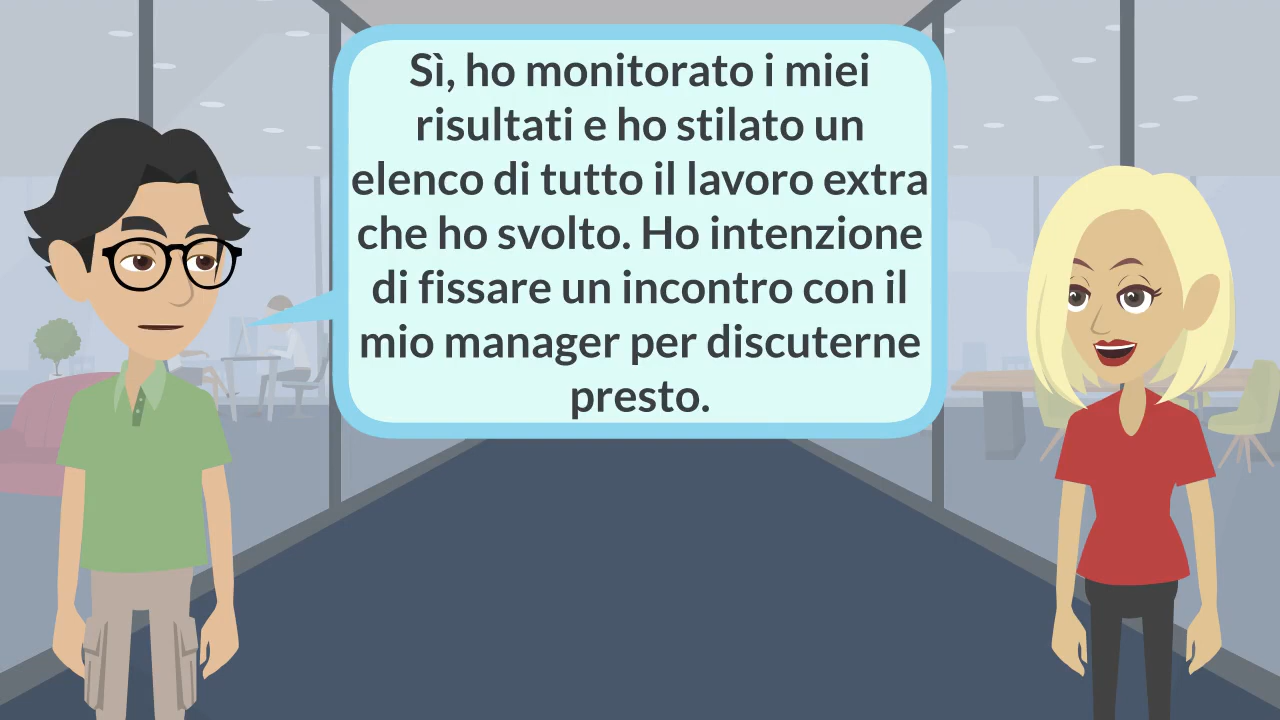 Sì, ho monitorato i miei
risultati e ho stilato un
elenco di tutto il lavoro extra
che ho svolto. Ho intenzione
di fissare un incontro con il
mio manager per discuterne
presto.